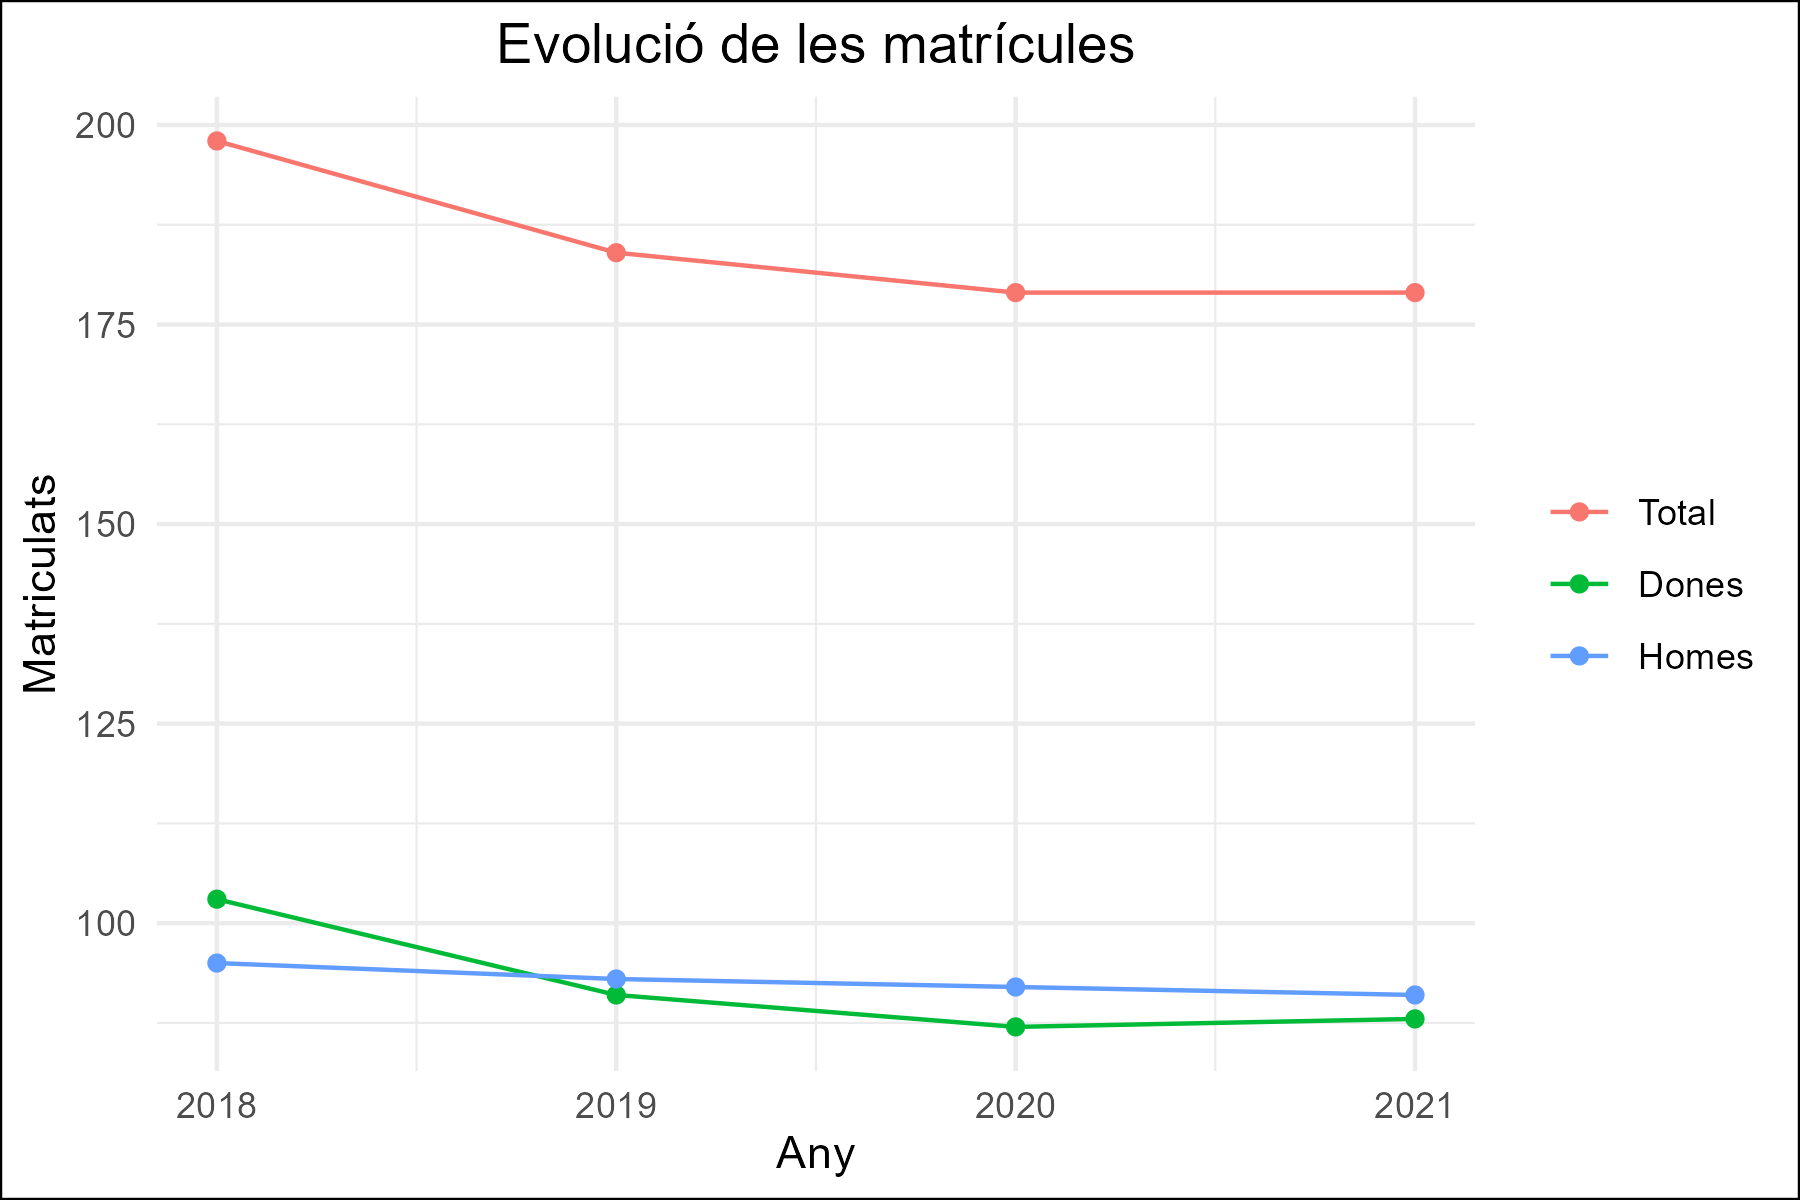 Evolució de les matrícules
Matriculats
200
175
150
125
100
2018
2019
2020
2021
Any
Total
Dones
Homes